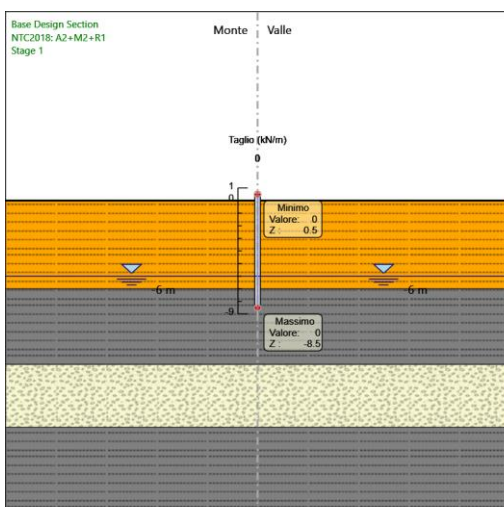 Base Design Section
NTC2018: A2+M2+R1
Stage 1
Monte
Valle
Taglio (kN/m)
0
1
0
Minimo
Valore: 0
Z : 0.5
-6 m
-6 m
-9
Massimo
Valore: 0
Z : -8.5